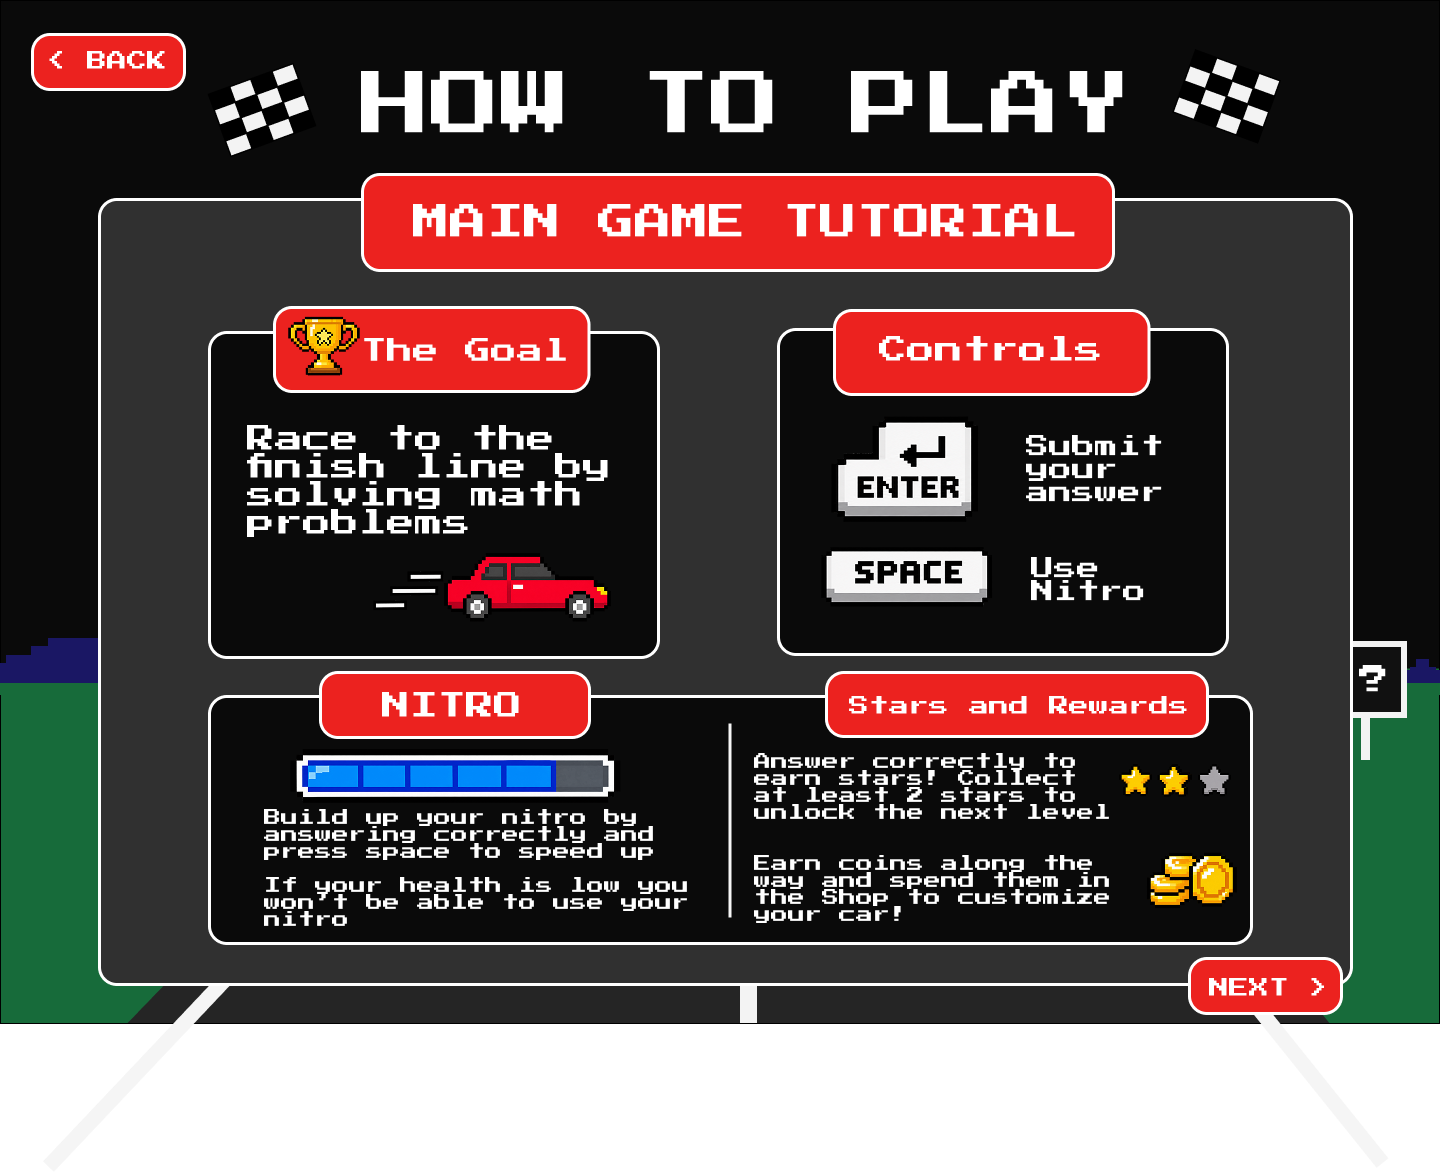 < BACK
HOW TO PLAY
MAIN GAME TUTORIAL
The Goal
Race to the
finish line by
solving math
problems
Controls
ENTER
Submit
your
answer
SPACE
Use
Nitro
?
NITRO
Build up your nitro by
answering correctly and
press space to speed up
If your health is low you
won't be able to use your
nitro
Stars and Rewards
Answer correctly to
earn stars! Collect
at least 2 stars to
unlock the next level
Earn coins along the
way and spend them in
the Shop to customize
your car!
NEXT >